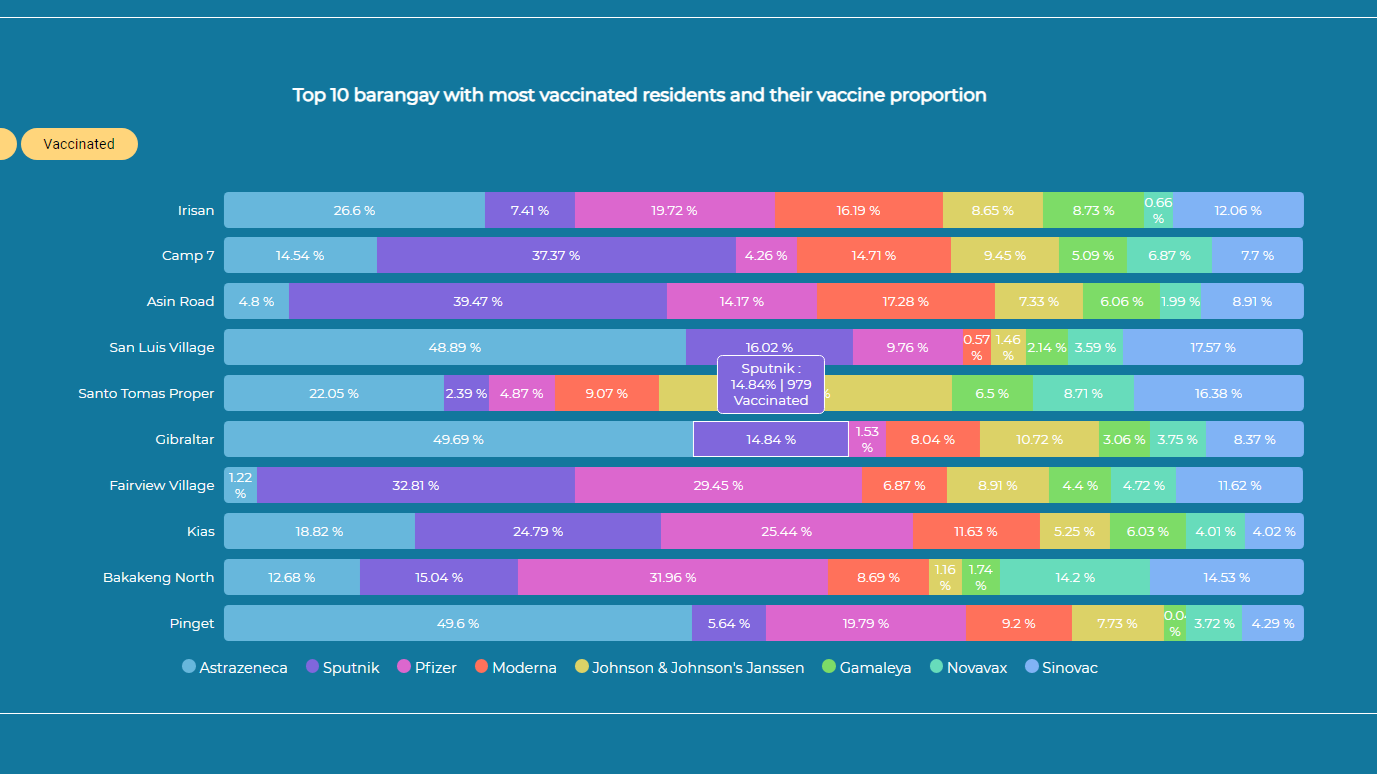 Top 10 barangay with most vaccinated residents and their vaccine proportion
Vaccinated
Irisan 26.6 % 7.41 % 19.72 % 16.19 % 8.65 % 8.73 % 0.66 % 12.06 %
Camp 7 14.54 % 37.37 % 4.26 % 14.71 % 9.45 % 5.09 % 6.87 % 7.7 %
Asin Road 4.8 % 39.47 % 14.17 % 17.28 % 7.33 % 6.06 % 1.99 % 8.91 %
San Luis Village 48.89 % 16.02 % 9.76 % 0.57 % 1.46 % 2.14 % 3.59 % 17.57 %
Sputnik :
14.84% | 979
Vaccinated
Santo Tomas Proper 22.05 % 2.39 % 4.87 % 9.07 % % 6.5 % 8.71 % 16.38 %
Gibraltar 49.69 % 14.84 % 1.53 % 8.04 % 10.72 % 3.06 % 3.75 % 8.37 %
Fairview Village 1.22 % 32.81 % 29.45 % 6.87 % 8.91 % 4.4 % 4.72 % 11.62 %
Kias 18.82 % 24.79 % 25.44 % 11.63 % 5.25 % 6.03 % 4.01 % 4.02 %
Bakakeng North 12.68 % 15.04 % 31.96 % 8.69 % 1.16 % 1.74 % 14.2 % 14.53 %
Pinget 49.6 % 5.64 % 19.79 % 9.2 % 7.73 % % 3.72 % 4.29 %
Astrazeneca Sputnik Pfizer Moderna Johnson & Johnson's Janssen Gamaleya Novavax Sinovac